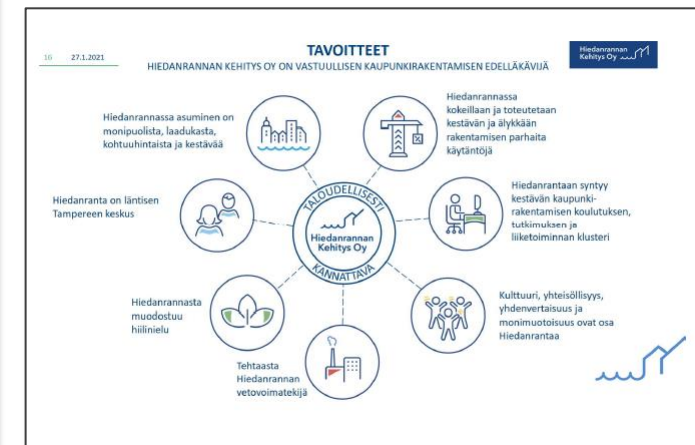 16 27.1.2021
TAVOITTEET
HIEDANRANNAN KEHITYS OY ON VASTUULLISEN KAUPUNKIRAKENTAMISEN EDELLÄKÄVIJÄ
Hiedanrannan
Kehitys Oy
Hiedanrannassa asuminen on
monipuolista, laadukasta,
kohtuuhintaista ja kestävää
Hiedanrannassa
kokeillaan ja toteutetaan
kestävän ja älykkään
rakentamisen parhaita
käytäntöjä
Hiedanranta on läntisen
Tampereen keskus
TALOUDELLISESTI
Hiedanrannan
Kehitys Oy
KANNATTAVA
Hiedanrantaan syntyy
kestävän kaupunki-
rakentamisen koulutuksen,
tutkimuksen ja
liiketoiminnan klusteri
Hiedanrannasta
muodostuu
hiilinielu
Kulttuuri, yhteisöllisyys,
yhdenvertaisuus ja
monimuotoisuus ovat osa
Hiedanrantaa
Tehtaasta
Hiedanrannan
vetovoimatekijä